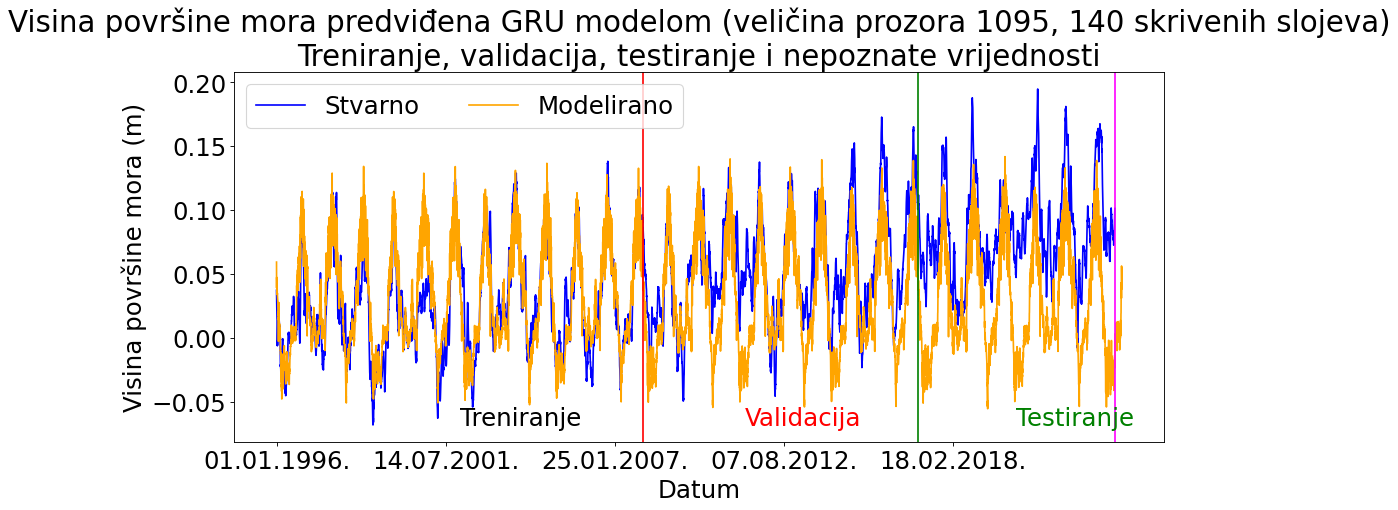 Visina površine mora predviđena GRU modelom (veličina prozora 1095, 140 skrivenih slojeva)
Treniranje, validacija, testiranje i nepoznate vrijednosti
Stvarno
Modelirano
Visina površine mora (m)
0.20
0.15
0.10
0.05
0.00
−0.05
Treniranje
Validacija
Testiranje
01.01.1996.
14.07.2001.
25.01.2007.
07.08.2012.
18.02.2018.
Datum